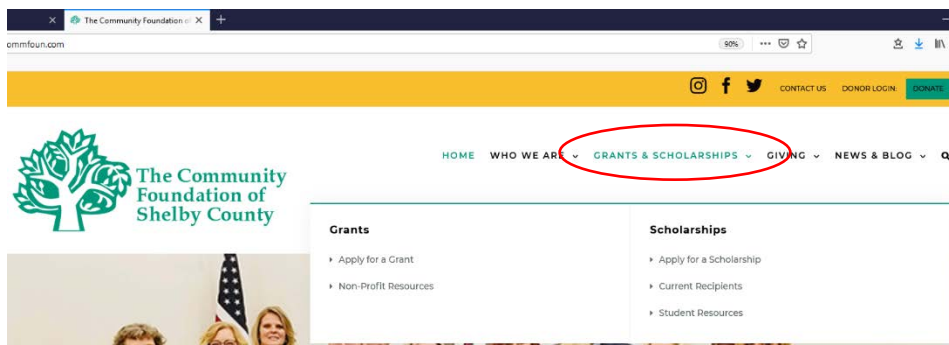 The Community Foundation of
ommfoun.com
90%
CONTACT US DONOR LOGIN DONATE
HOME WHO WE ARE GRANTS & SCHOLARSHIPS GIVING NEWS & BLOG
The Community
Foundation of
Shelby County
Grants
Scholarships
Apply for a Grant
Apply for a Scholarship
Non-Profit Resources
Current Recipients
Student Resources